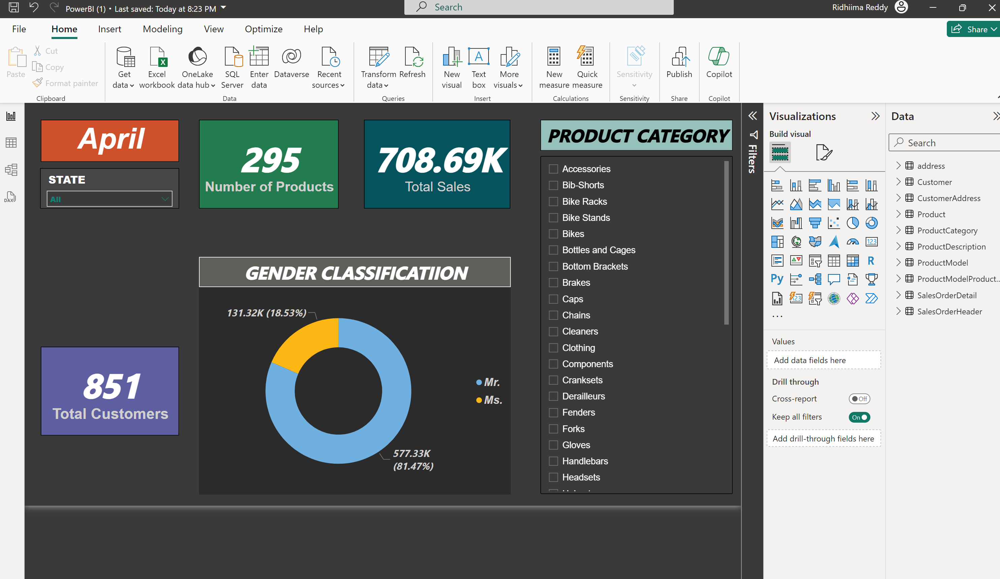 PowerBI (1) • Last saved: Today at 8:23 PM
Search
Ridhiima Reddy
File
Home
Insert
Modeling
View
Optimize
Help
Share
Paste
Cut
Copy
Format painter
Clipboard
Get data
Excel workbook
OneLake data hub
SQL Server
Enter data
Dataverse
Recent sources
Data
Transform data
Refresh
Queries
New visual
Text box
More visuals
Insert
New measure
Quick measure
Calculations
Sensitivity
Sensitivity
Publish
Share
Copilot
Copilot
DAX
April
STATE
All
295
Number of Products
708.69K
Total Sales
851
Total Customers
GENDER CLASSIFICATIION
131.32K (18.53%)
577.33K
(81.47%)
Mr.
Ms.
PRODUCT CATEGORY
Accessories
Bib-Shorts
Bike Racks
Bike Stands
Bikes
Bottles and Cages
Bottom Brackets
Brakes
Caps
Chains
Cleaners
Clothing
Components
Cranksets
Derailleurs
Fenders
Forks
Gloves
Handlebars
Headsets
Filters
Visualizations
Build visual
123
R
Py
123
...
Values
Add data fields here
Drill through
Cross-report
Off
Keep all filters
On
Add drill-through fields here
Data
Search
address
Customer
CustomerAddress
Product
ProductCategory
ProductDescription
ProductModel
ProductModelProduct...
SalesOrderDetail
SalesOrderHeader